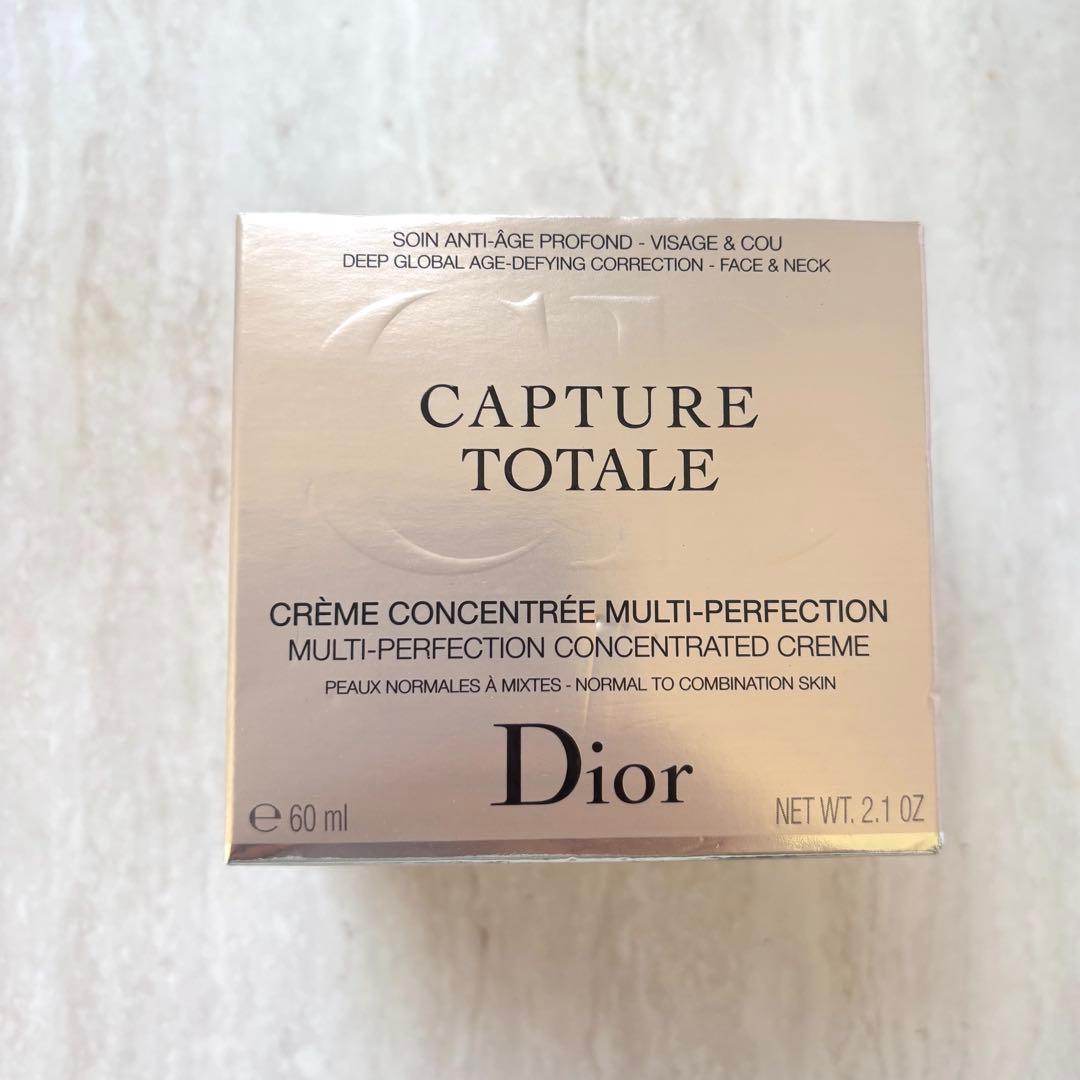 SOIN ANTI-ÂGE PROFOND - VISAGE & COU
DEEP GLOBAL AGE-DEFYING CORRECTION - FACE & NECK
CAPTURE
TOTALE
CRÈME CONCENTRÉE MULTI-PERFECTION
MULTI-PERFECTION CONCENTRATED CREME
PEAUX NORMALES À MIXTES - NORMAL TO COMBINATION SKIN
Dior
℮ 60 ml NET WT. 2.1 OZ